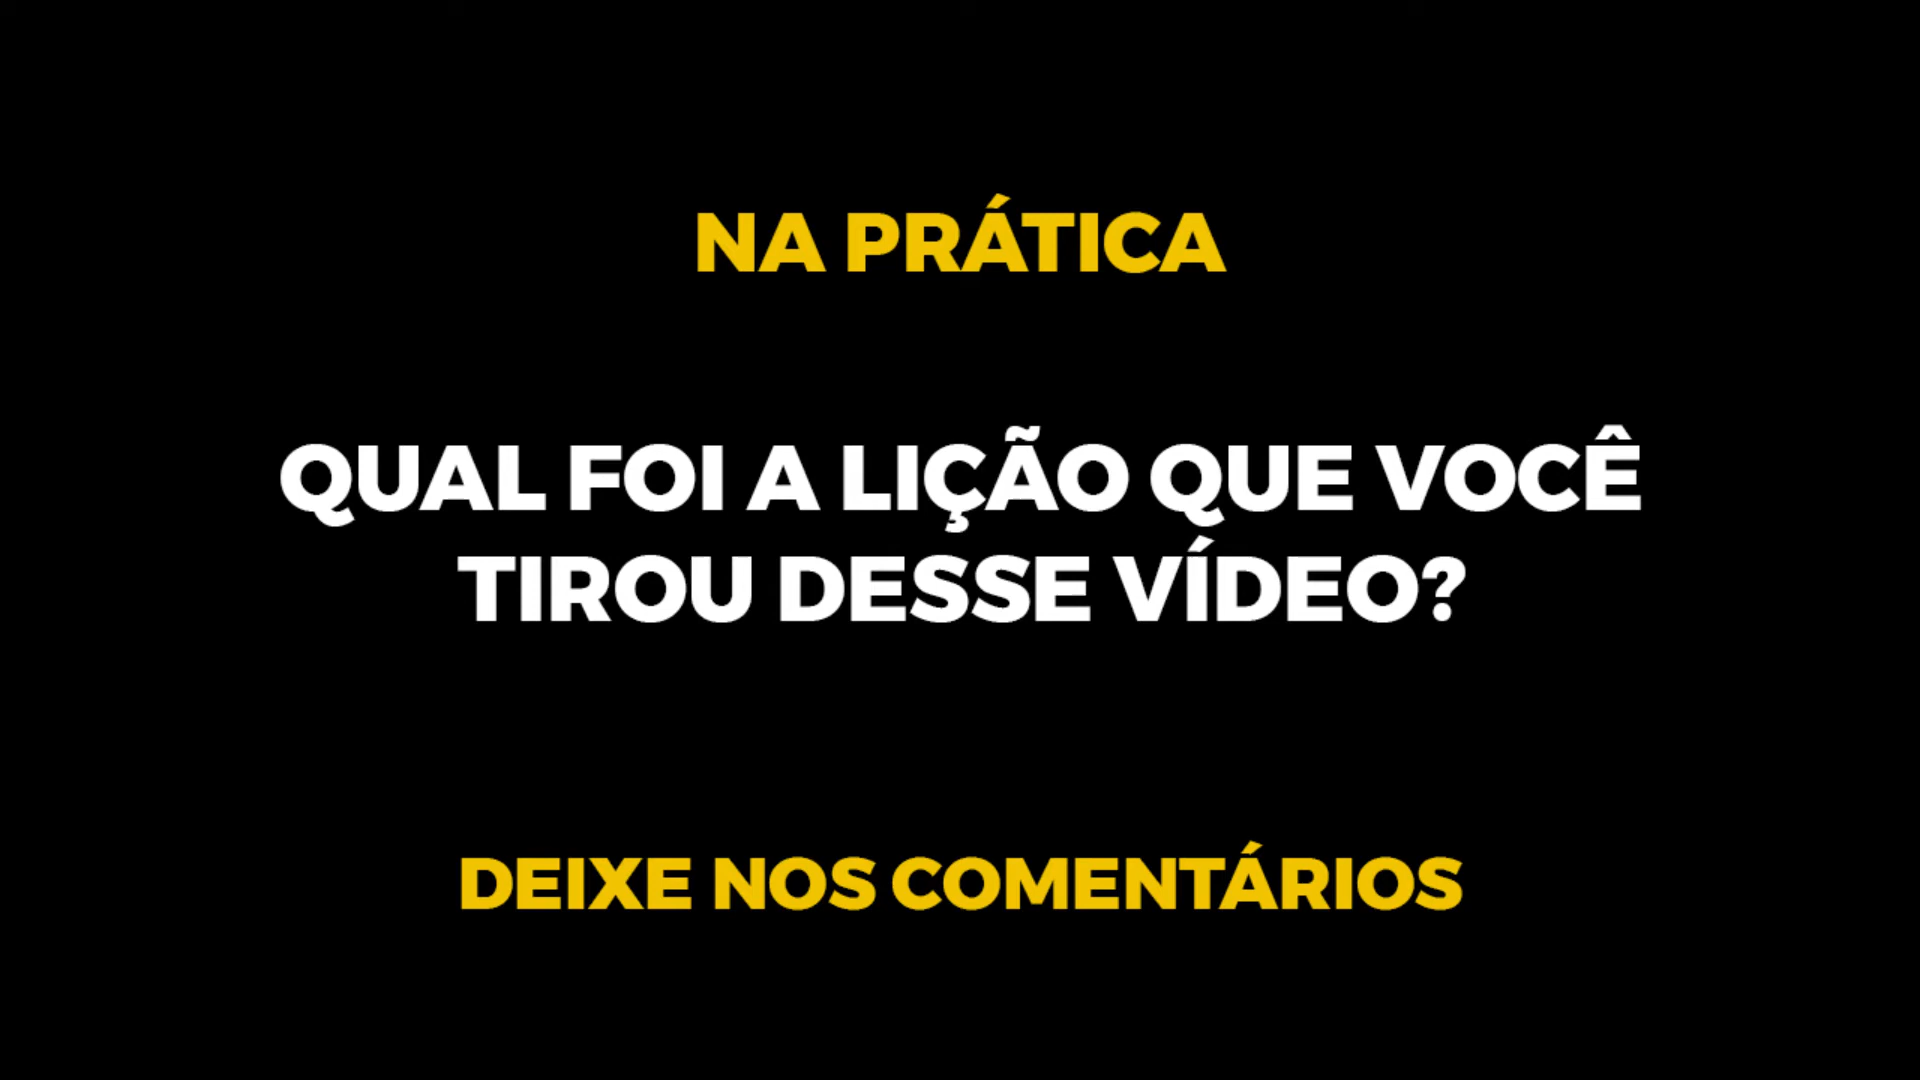 NA PRÁTICA
QUAL FOI A LIÇÃO QUE VOCÊ
TIROU DESSE VÍDEO?
DEIXE NOS COMENTÁRIOS